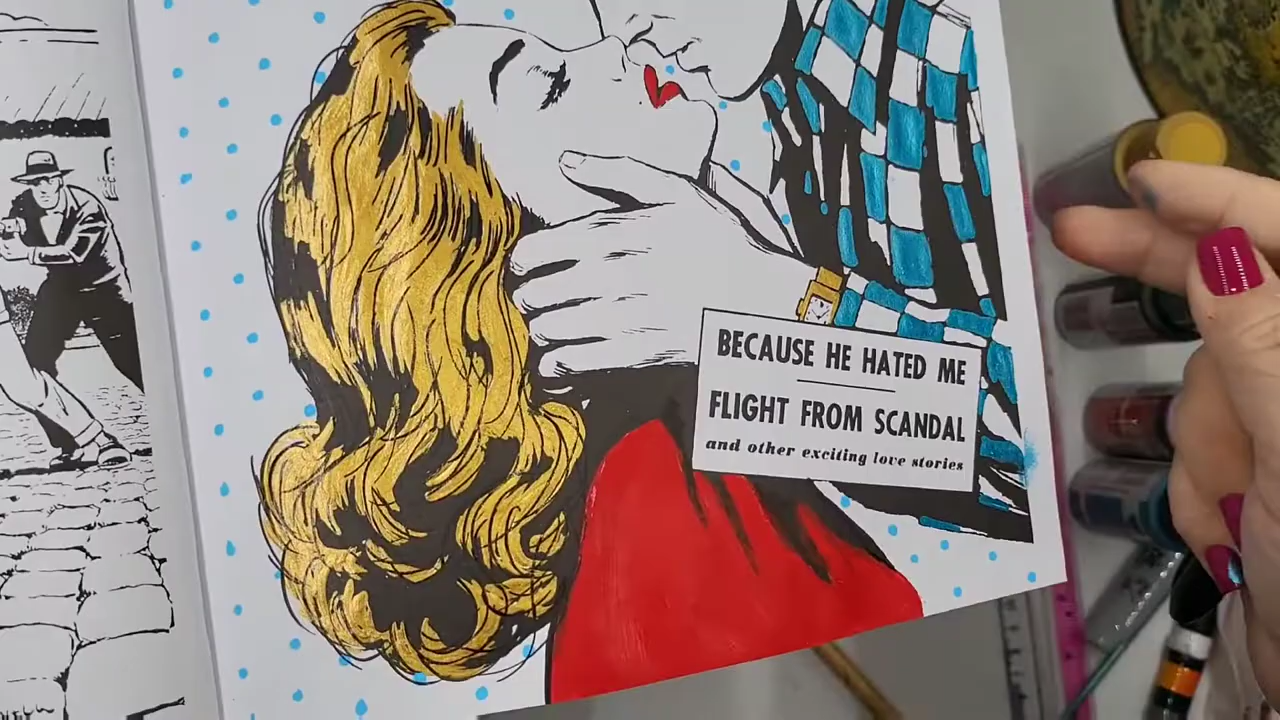 BECAUSE HE HATED ME
FLIGHT FROM SCANDAL
and other exciting love stories